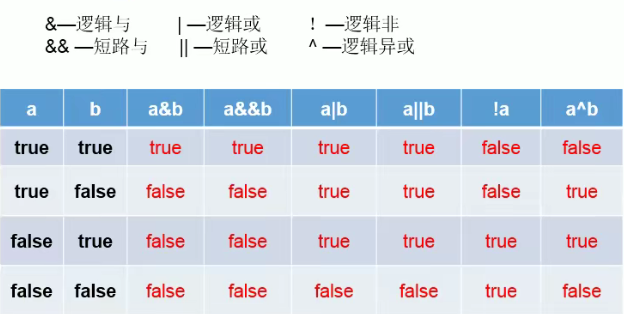 &—逻辑与 | —逻辑或 ! —逻辑非
&& —短路与 || —短路或 ^ —逻辑异或
a b a&b a&&b a|b a||b !a a^b
true true true true true true false false
true false false false true true false true
false true false false true true true true
false false false false false false true false